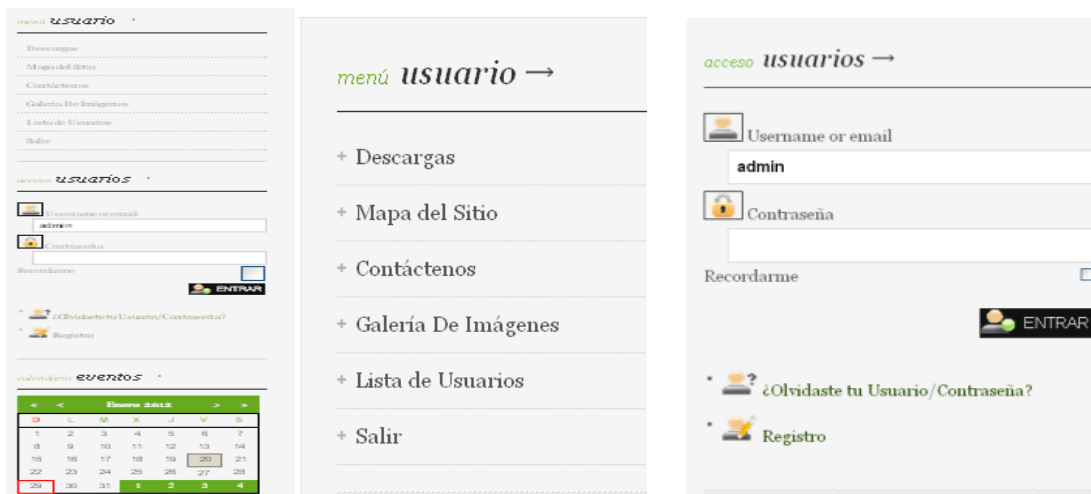 menú usuario
Descargas
Mapa del Sitio
Contáctenos
Galería De Imágenes
Lista de Usuarios
Salir
acceso usuarios
Username or email
admin
Contraseña
Recordarme
ENTRAR
¿Olvidaste tu Usuario/Contraseña?
Registro
calendario eventos
« < Enero 2012 > »
D L M X J V S
1 2 3 4 5 6 7
8 9 10 11 12 13 14
15 16 17 18 19 20 21
22 23 24 25 26 27 28
29 30 31 1 2 3 4
menú usuario →
+ Descargas
+ Mapa del Sitio
+ Contáctenos
+ Galería De Imágenes
+ Lista de Usuarios
+ Salir
acceso usuarios →
Username or email
admin
Contraseña
Recordarme
ENTRAR
¿Olvidaste tu Usuario/Contraseña?
Registro